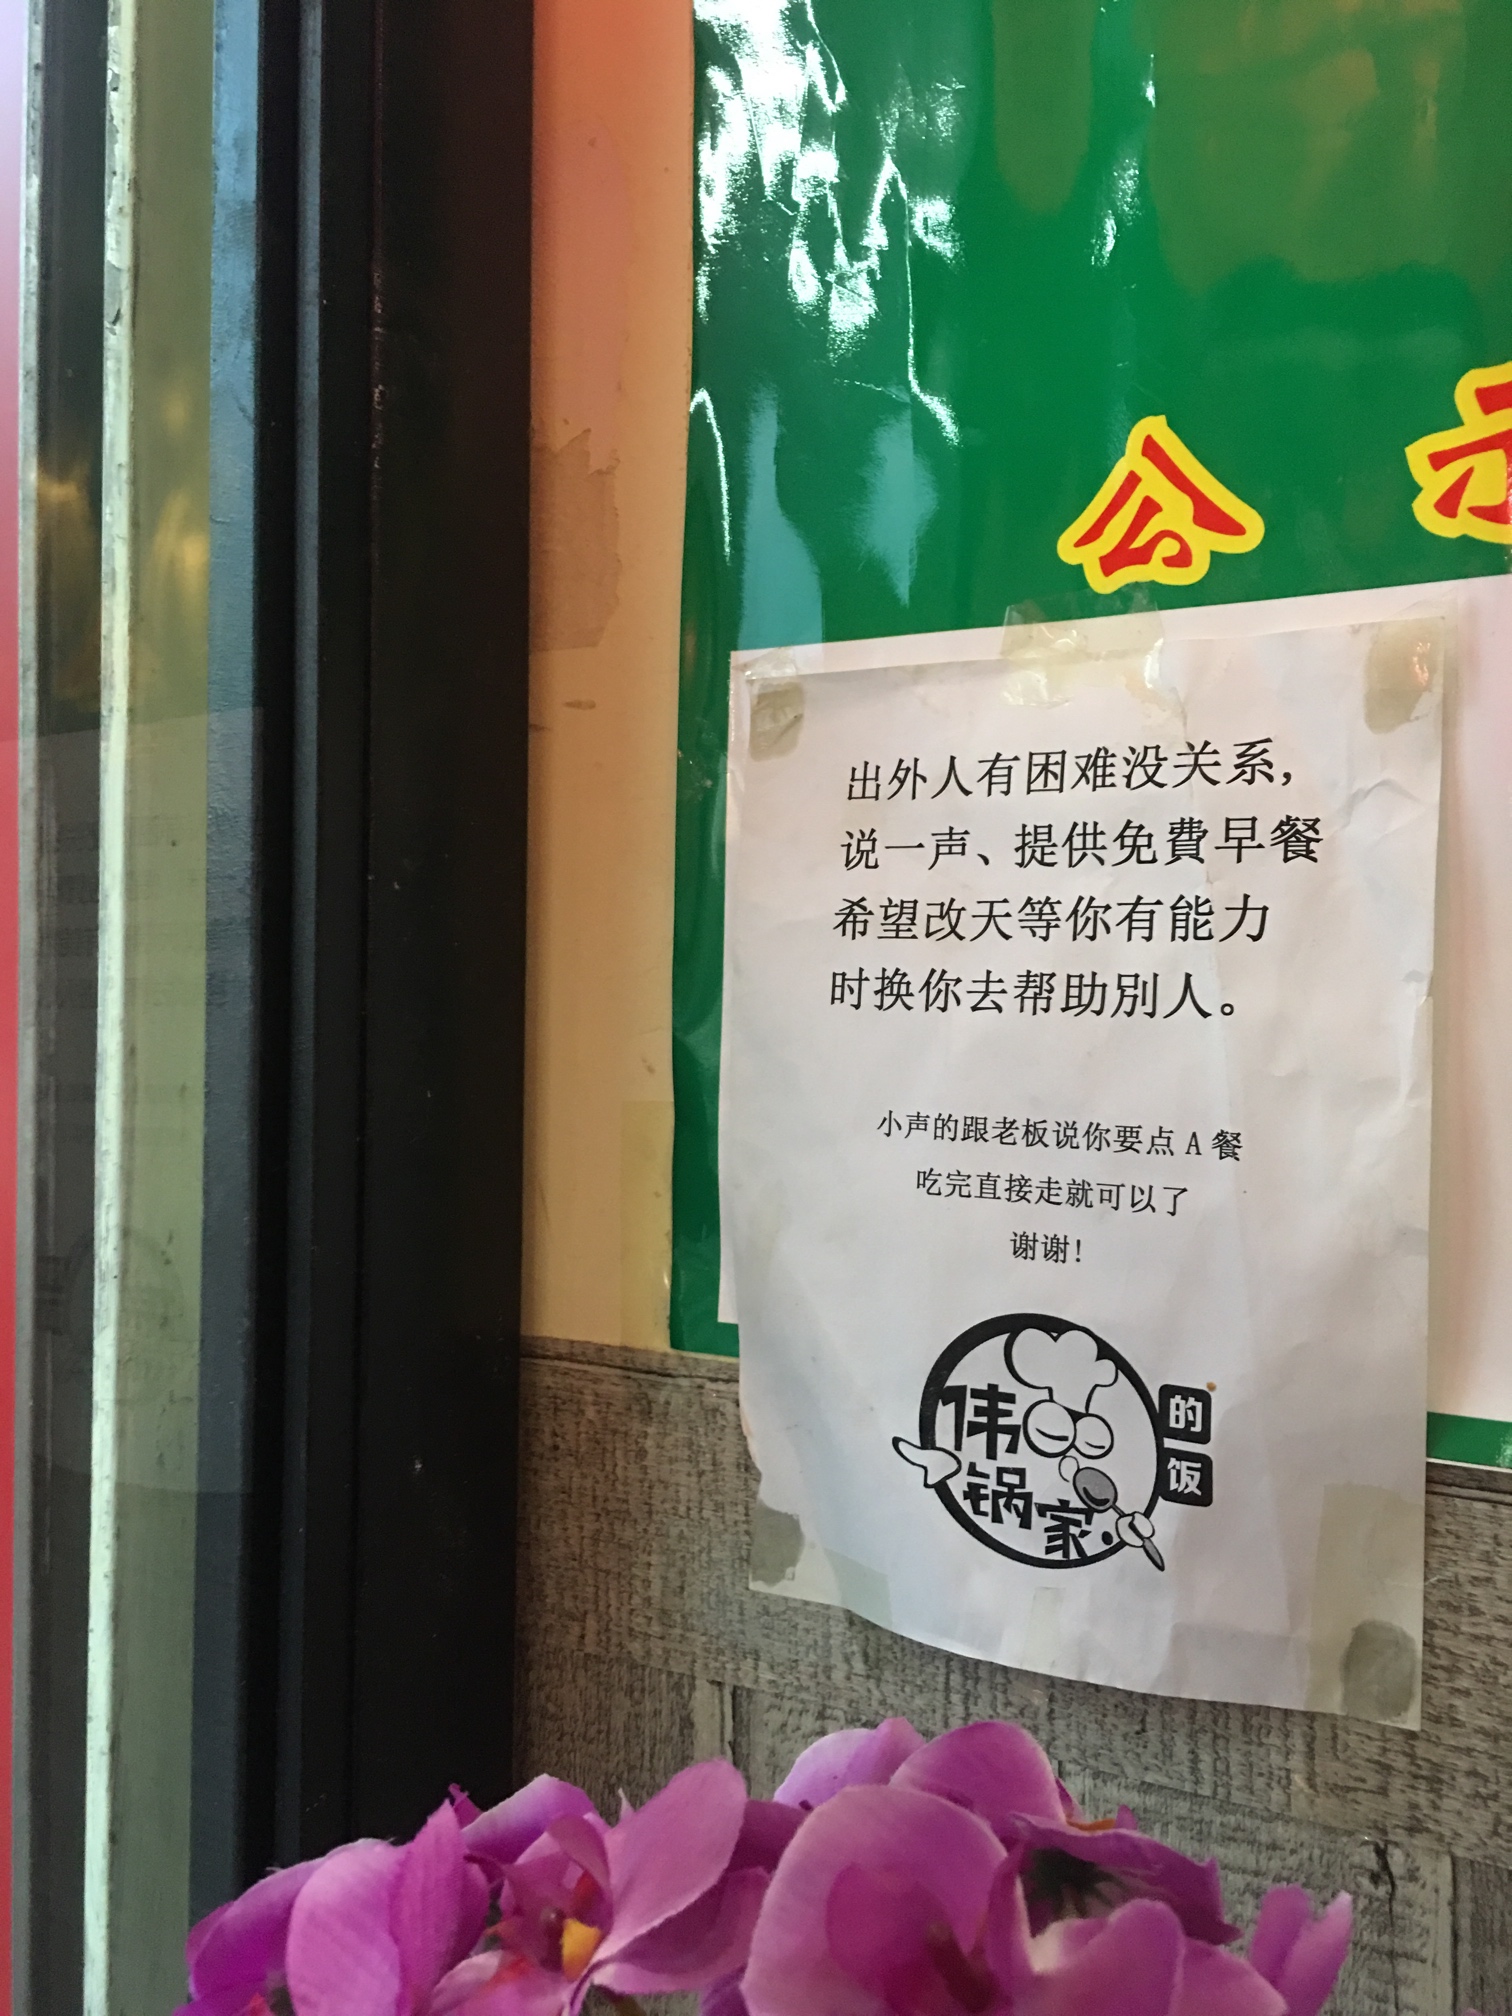 公示
出外人有困难没关系，
说一声、提供免費早餐
希望改天等你有能力
时换你去帮助別人。
小声的跟老板说你要点 A 餐
吃完直接走就可以了
谢谢！
伟
锅家
的饭